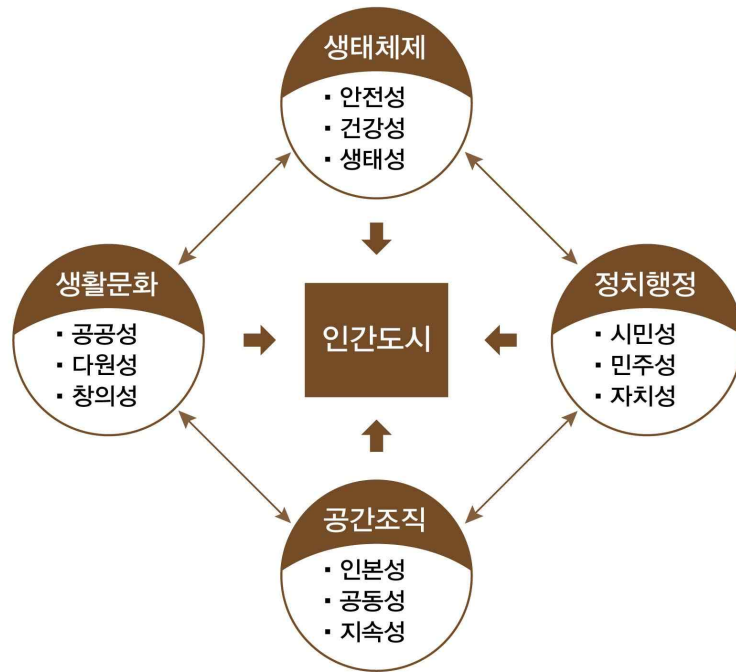 생태체제
▪ 안전성
▪ 건강성
▪ 생태성
생활문화
▪ 공공성
▪ 다원성
▪ 창의성
인간도시
정치행정
▪ 시민성
▪ 민주성
▪ 자치성
공간조직
▪ 인본성
▪ 공동성
▪ 지속성